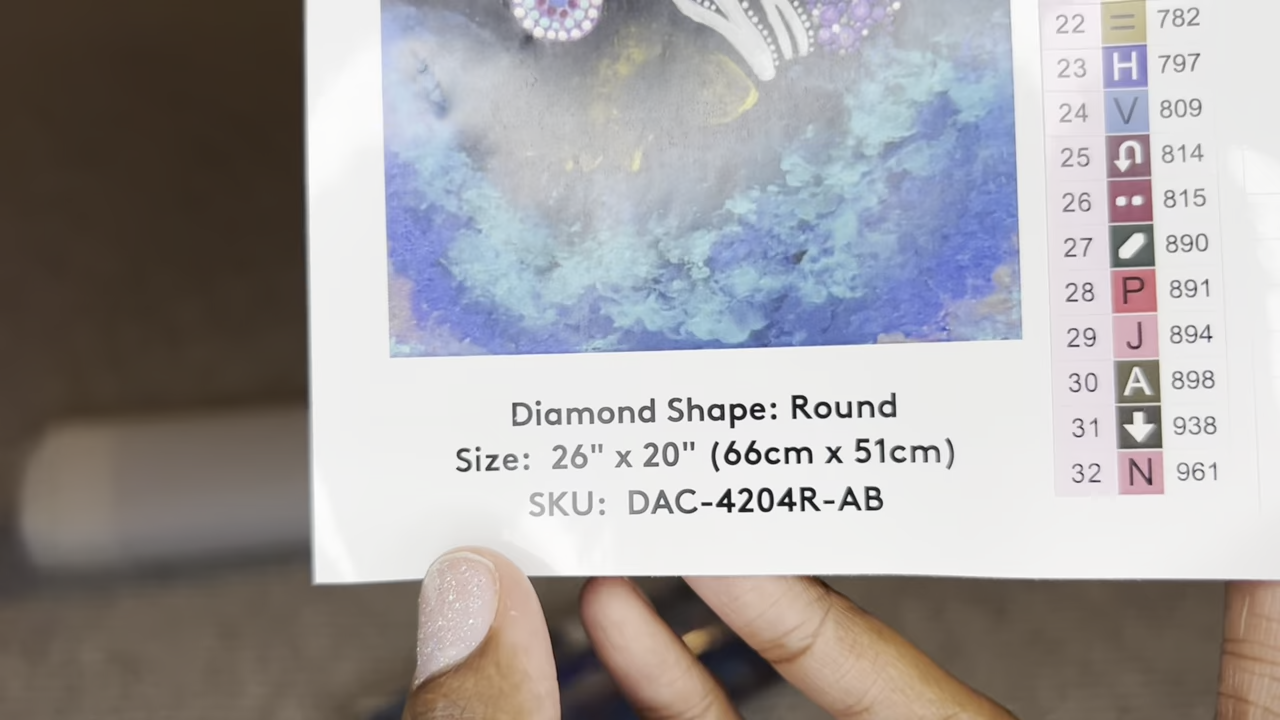 22 = 782
23 H 797
24 V 809
25 814
26 815
27 890
28 P 891
29 J 894
30 A 898
31 938
32 N 961
Diamond Shape: Round
Size: 26" x 20" (66cm x 51cm)
SKU: DAC-4204R-AB